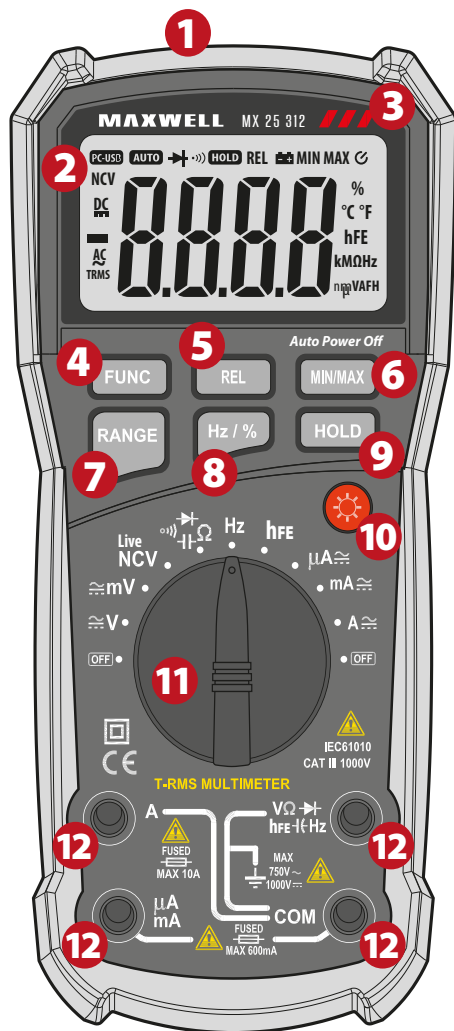 1
MAXWELL MX 25 312
3
2
PC-USB AUTO HOLD REL MIN MAX
NCV
DC
AC
TRMS
8.8.8.8
%
°C °F
hFE
kMΩHz
nmµVAFH
Auto Power Off
4 FUNC
5 REL
MIN/MAX 6
RANGE 7
Hz / % 8
HOLD 9
10
Live
NCV
Ω
Hz
hFE
µA≂
mA≂
A≂
OFF
≂mV
≂V
OFF
11
CE
IEC61010
CAT III 1000V
T-RMS MULTIMETER
A
FUSED
MAX 10A
VΩ
hFE Hz
MAX
750V ~
1000V ⎓
12
12
µA
mA
COM
FUSED
MAX 600mA
12
12